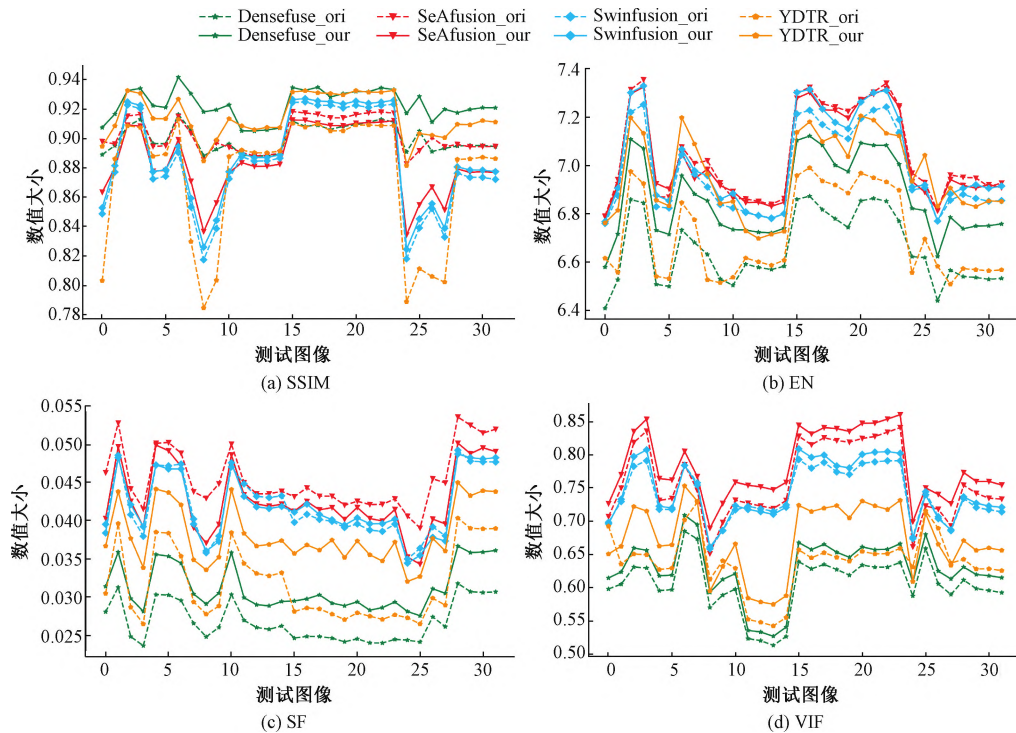 Densefuse_ori SeAfusion_ori Swinfusion_ori YDTR_ori
Densefuse_our SeAfusion_our Swinfusion_our YDTR_our
0.94
0.92
0.90
0.88
0.86
0.84
0.82
0.80
0.78
数值大小
0 5 10 15 20 25 30
测试图像
(a) SSIM
7.4
7.2
7.0
6.8
6.6
6.4
数值大小
0 5 10 15 20 25 30
测试图像
(b) EN
0.055
0.050
0.045
0.040
0.035
0.030
0.025
数值大小
0 5 10 15 20 25 30
测试图像
(c) SF
0.85
0.80
0.75
0.70
0.65
0.60
0.55
0.50
数值大小
0 5 10 15 20 25 30
测试图像
(d) VIF